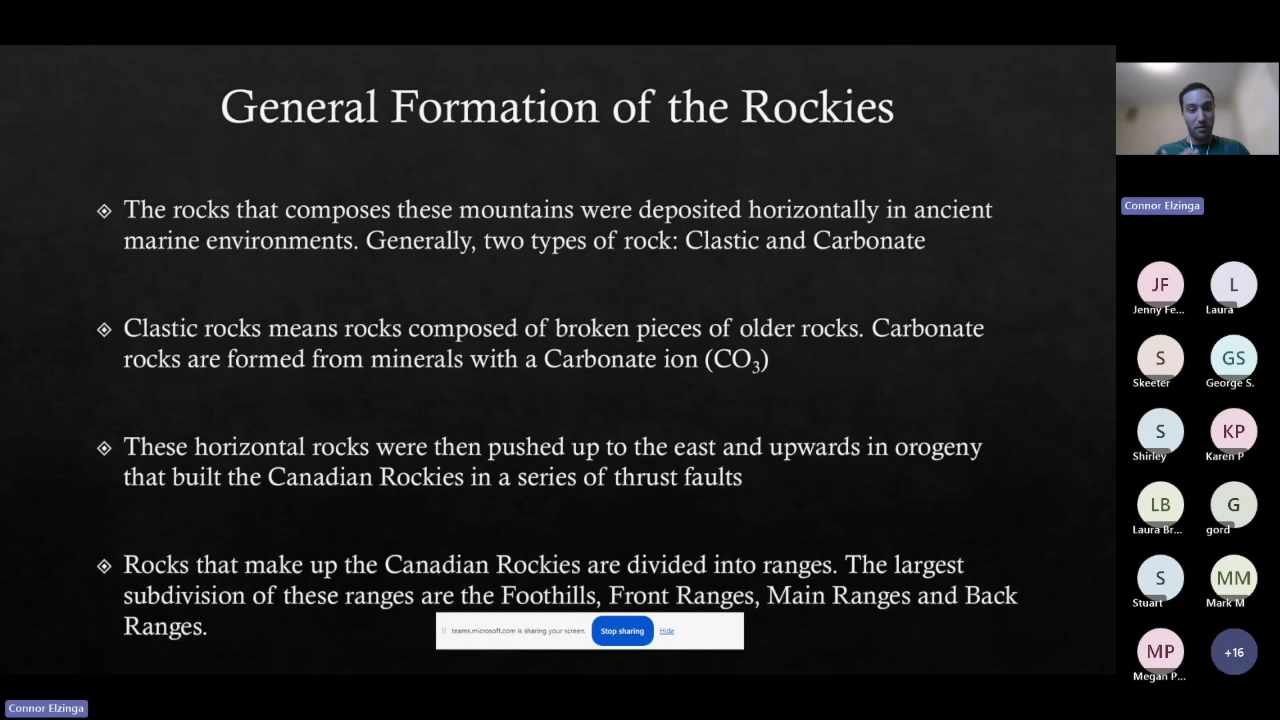 General Formation of the Rockies
The rocks that composes these mountains were deposited horizontally in ancient
marine environments. Generally, two types of rock: Clastic and Carbonate
Clastic rocks means rocks composed of broken pieces of older rocks. Carbonate
rocks are formed from minerals with a Carbonate ion (CO₃)
These horizontal rocks were then pushed up to the east and upwards in orogeny
that built the Canadian Rockies in a series of thrust faults
Rocks that make up the Canadian Rockies are divided into ranges. The largest
subdivision of these ranges are the Foothills, Front Ranges, Main Ranges and Back
Ranges.
teams.microsoft.com is sharing your screen. Stop sharing Hide
Connor Elzinga
JF L
Jenny Fe... Laura
S GS
Skeeter George S.
S KP
Shirley Karen P
LB G
Laura Br... gord
S MM
Stuart Mark M
MP +16
Megan P...
Connor Elzinga